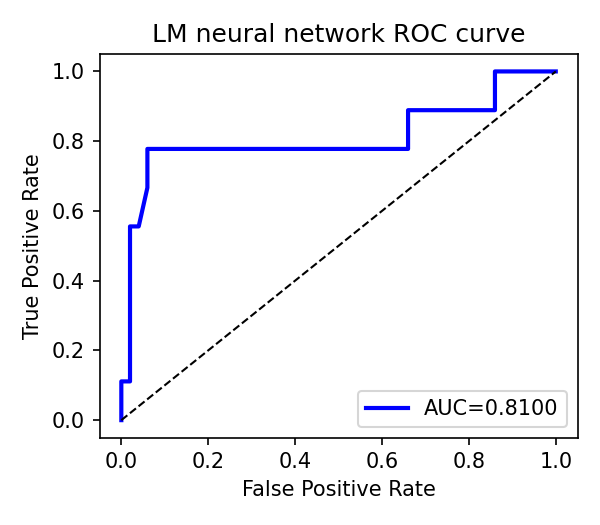 LM neural network ROC curve
True Positive Rate
1.0
0.8
0.6
0.4
0.2
0.0
AUC=0.8100
0.0 0.2 0.4 0.6 0.8 1.0
False Positive Rate